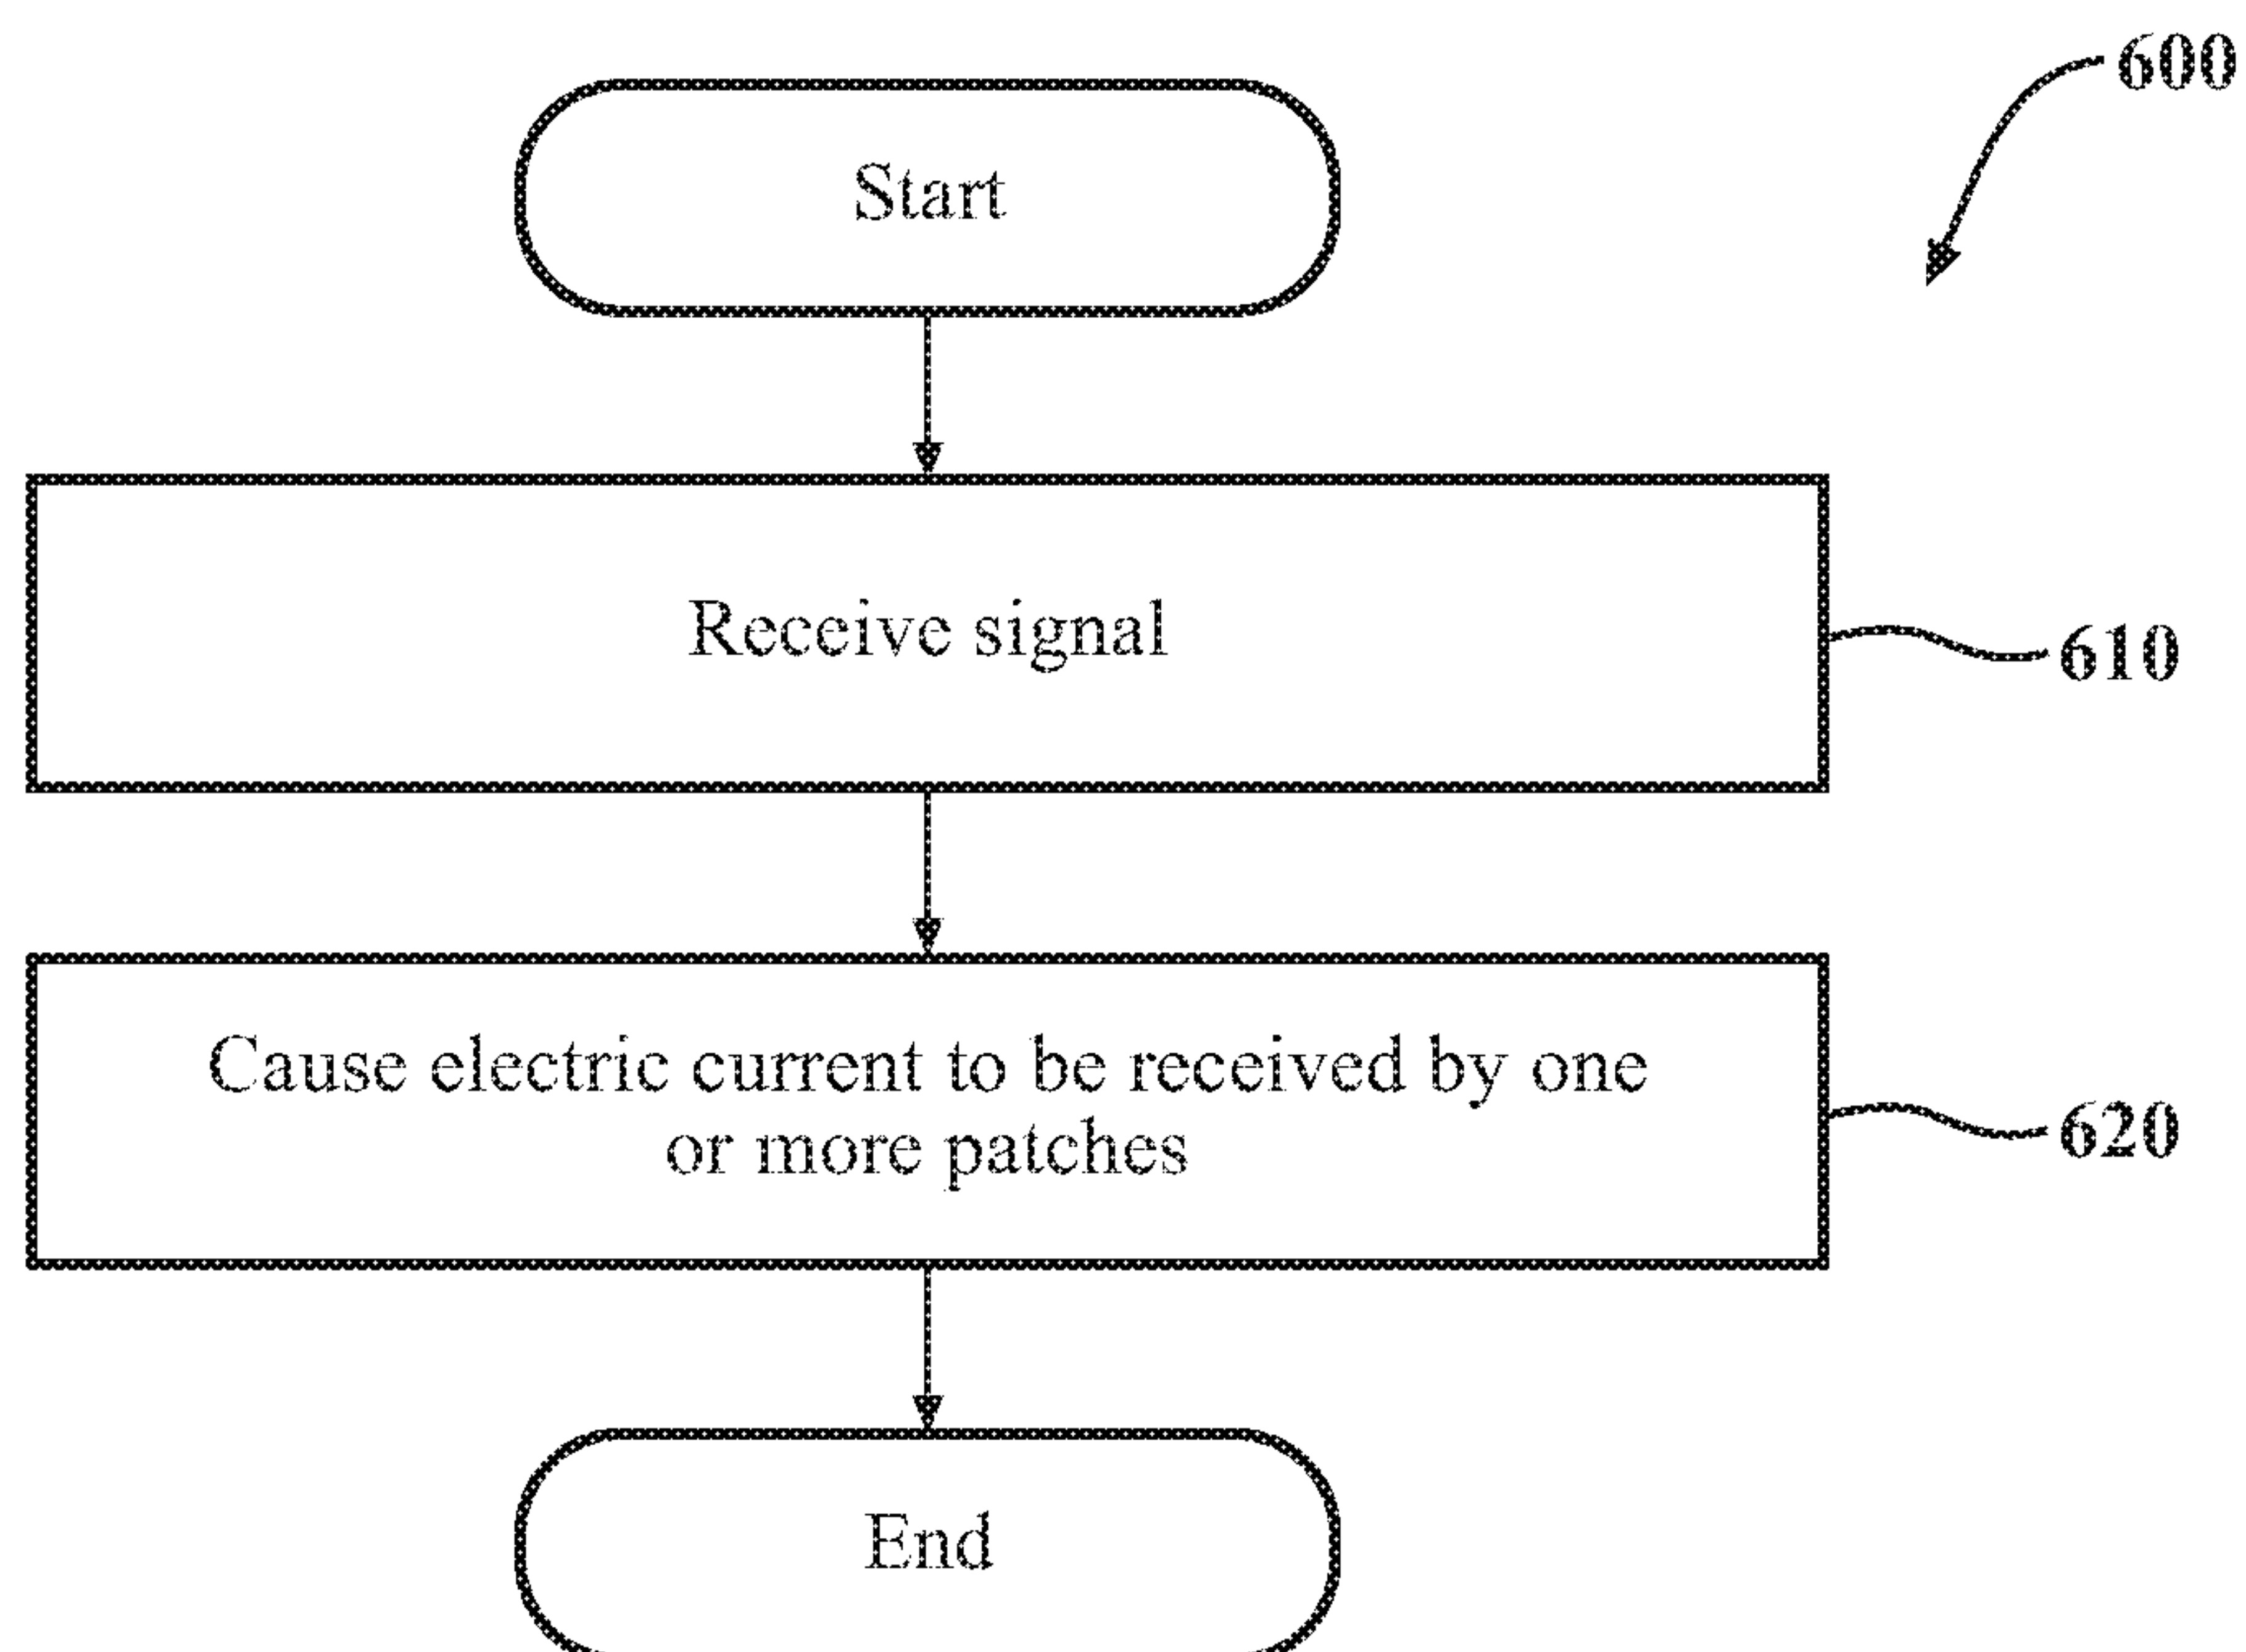 600
Start
Receive signal
610
Cause electric current to be received by one
or more patches
620
End